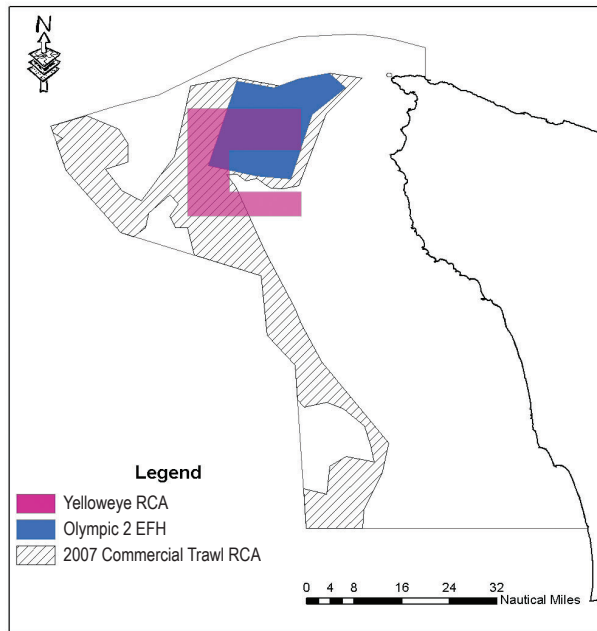 N
Legend
Yelloweye RCA
Olympic 2 EFH
2007 Commercial Trawl RCA
0 4 8 16 24 32
Nautical Miles